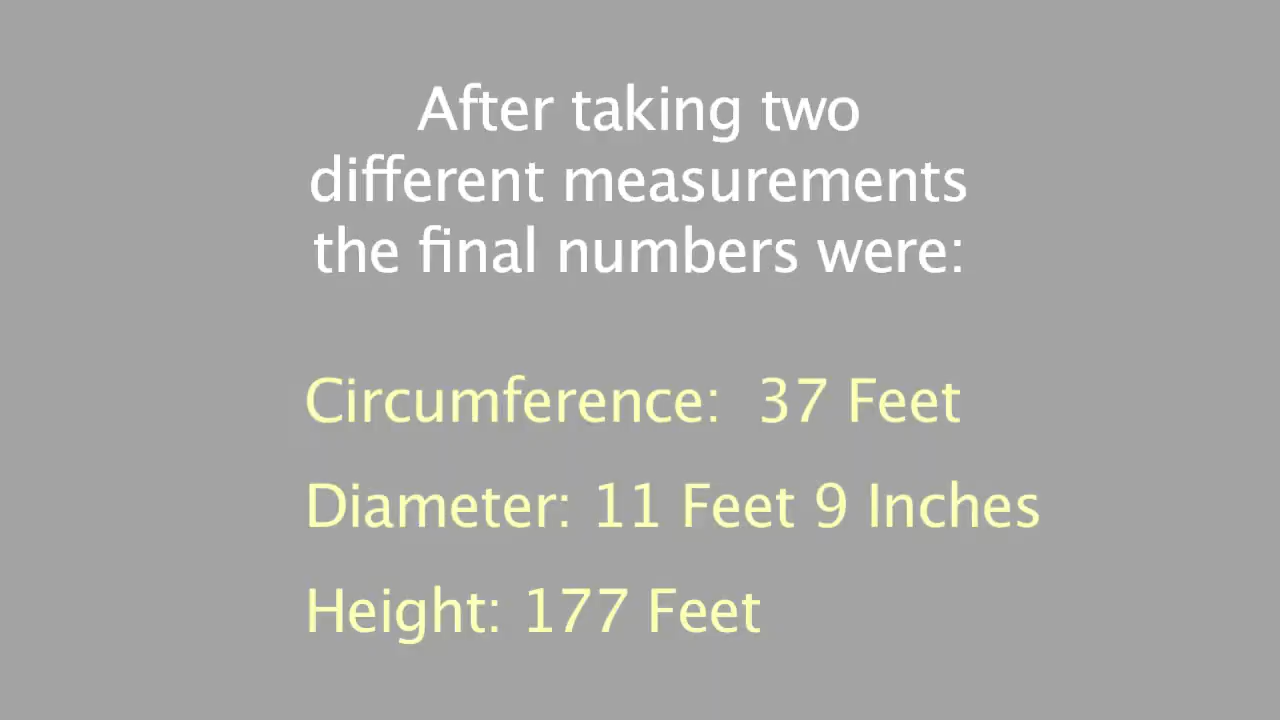 After taking two
different measurements
the final numbers were:
Circumference: 37 Feet
Diameter: 11 Feet 9 Inches
Height: 177 Feet